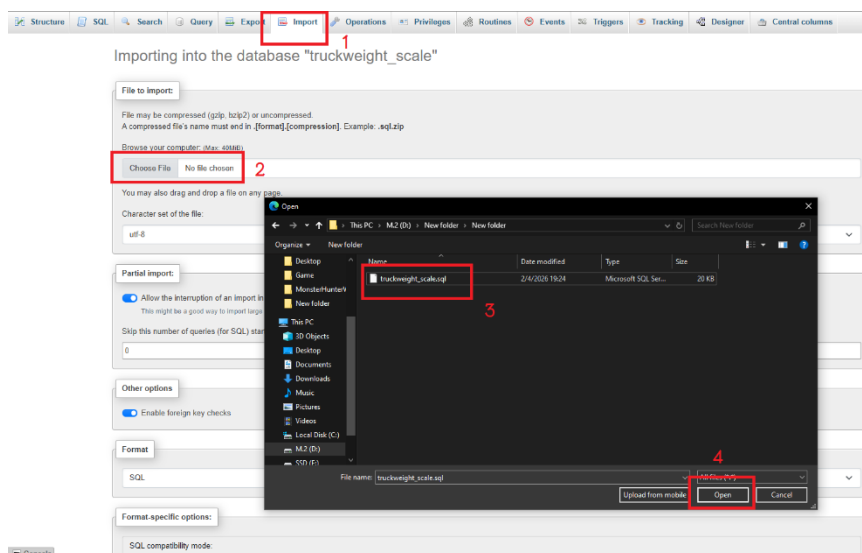 Structure SQL Search Query Export Import Operations Privileges Routines Events Triggers Tracking Designer Central columns
1
Importing into the database "truckweight_scale"
File to import:
File may be compressed (gzip, bzip2) or uncompressed.
A compressed file's name must end in .[format].[compression]. Example: .sql.zip
Browse your computer: (Max: 40MiB)
Choose File No file chosen
2
You may also drag and drop a file on any page.
Character set of the file:
utf-8
Partial import:
Allow the interruption of an import in
This might be a good way to import large
Skip this number of queries (for SQL) star
0
Other options
Enable foreign key checks
Format
SQL
Format-specific options:
SQL compatibility mode:
Console
Open
This PC > M.2 (D:) > New folder > New folder
Search New folder
Organize New folder
Name Date modified Type Size
Desktop
Game
MonsterHunterW
New folder
This PC
3D Objects
Desktop
Documents
Downloads
Music
Pictures
Videos
Local Disk (C:)
M.2 (D:)
SSD (F:)
truckweight_scale.sql 2/4/2026 19:24 Microsoft SQL Ser... 20 KB
3
4
File name: truckweight_scale.sql
All files (*.*)
Upload from mobile Open Cancel